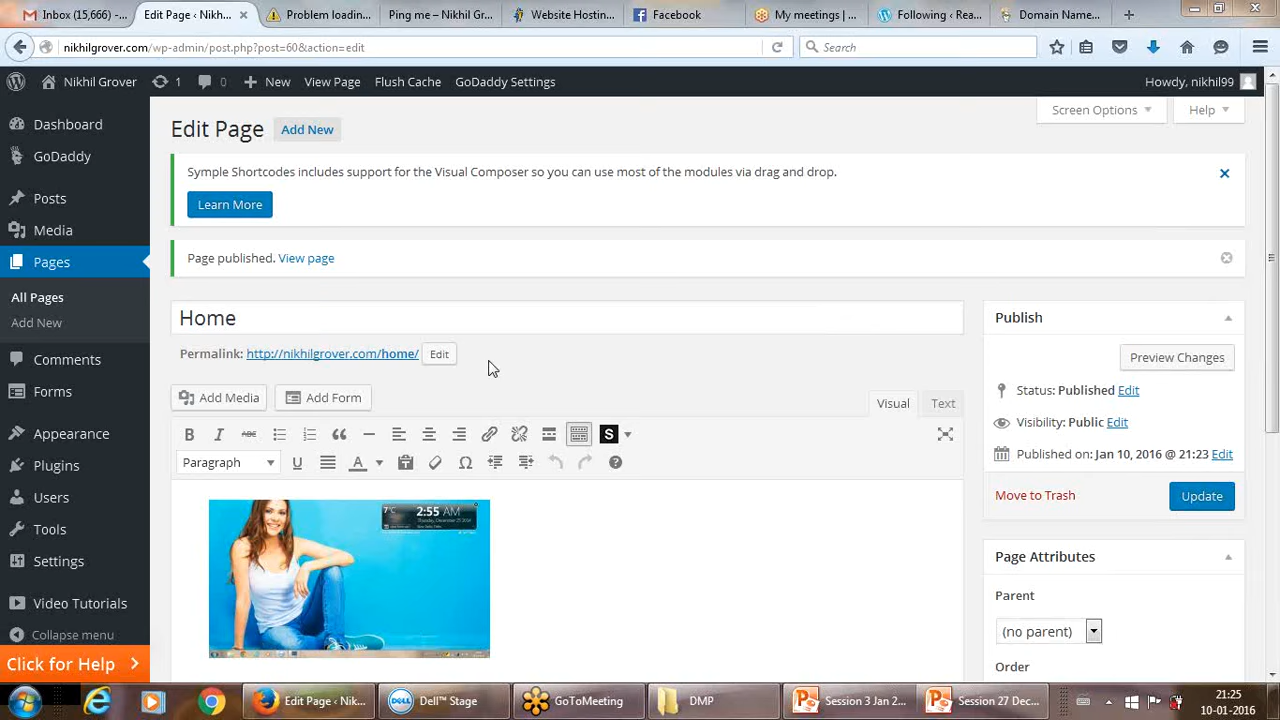 Inbox (15,666) -
Edit Page ‹ Nikh...
Problem loadin...
Ping me – Nikhil Gr...
Website Hostin...
Facebook
My meetings | ...
Following ‹ Rea...
Domain Name...
nikhilgrover.com/wp-admin/post.php?post=60&action=edit
Search
Nikhil Grover
1
0
New
View Page
Flush Cache
GoDaddy Settings
Howdy, nikhil99
Dashboard
GoDaddy
Posts
Media
Pages
All Pages
Add New
Comments
Forms
Appearance
Plugins
Users
Tools
Settings
Video Tutorials
Collapse menu
Click for Help
Screen Options
Help
Edit Page
Add New
Symple Shortcodes includes support for the Visual Composer so you can use most of the modules via drag and drop.
Learn More
Page published. View page
Home
Permalink: http://nikhilgrover.com/home/
Edit
Add Media
Add Form
Visual
Text
B I ABC
S
Paragraph
U
A
7°C
2:55 AM
Publish
Preview Changes
Status: Published Edit
Visibility: Public Edit
Published on: Jan 10, 2016 @ 21:23 Edit
Move to Trash
Update
Page Attributes
Parent
(no parent)
Order
Edit Page ‹ Nik...
DELL
Dell™ Stage
GoToMeeting
DMP
Session 3 Jan 2...
Session 27 Dec...
21:25
10-01-2016